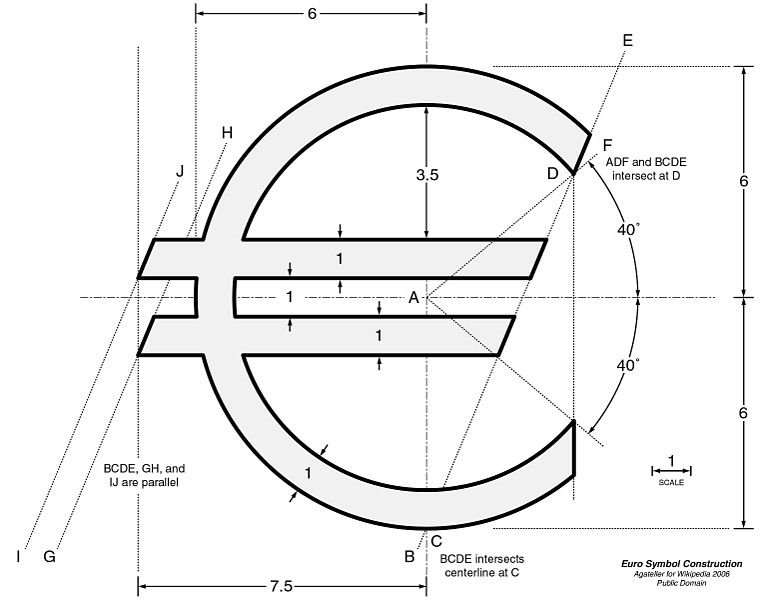 6
E
H
F
J
ADF and BCDE
intersect at D
D
3.5
6
40°
1
1
A
1
40°
6
BCDE, GH, and
IJ are parallel
1
1
SCALE
I
G
B
C
BCDE intersects
centerline at C
Euro Symbol Construction
Agateller for Wikipedia 2006
Public Domain
7.5